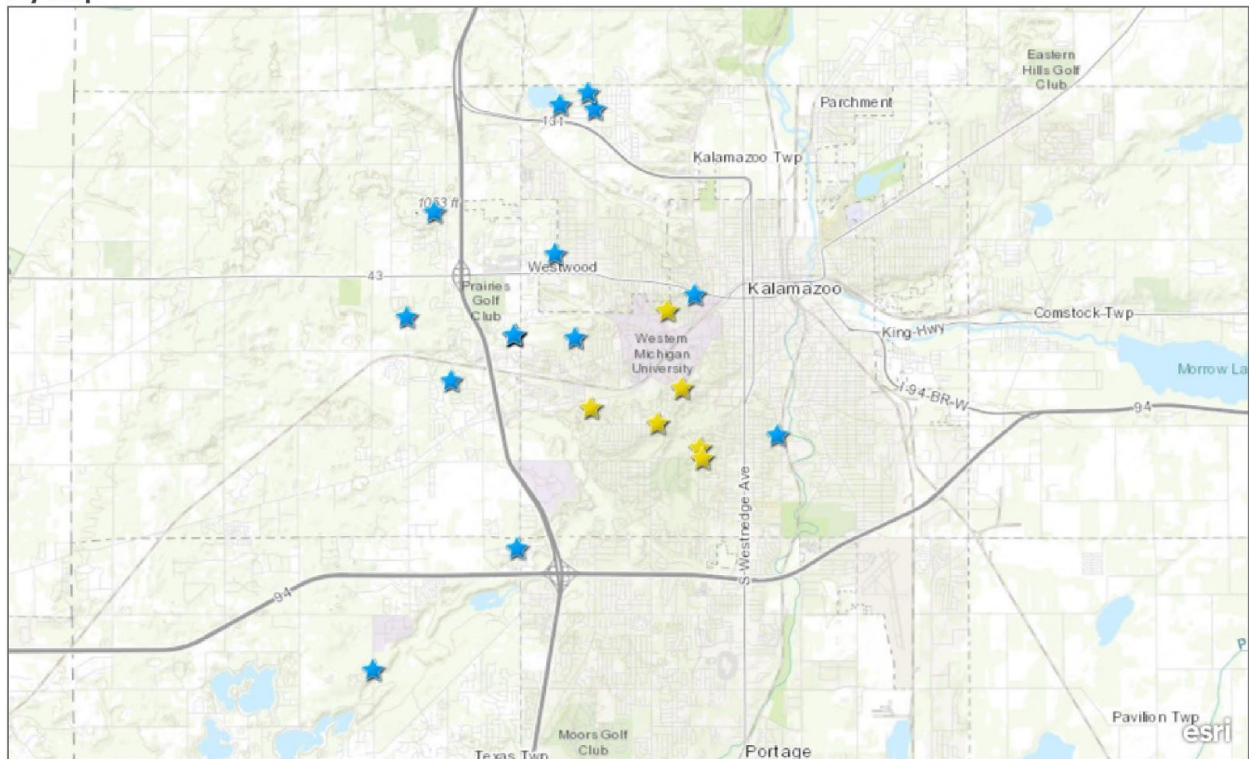 Eastern
Hills Golf
Club
Parchment
131
Kalamazoo Twp
1053 ft
Westwood
43
Prairies
Golf
Club
Kalamazoo
Comstock Twp
King-Hwy
Western
Michigan
University
Morrow La
I-94-BR-W
94
S-Westnedge-Ave
94
Moors Golf
Club
Texas Twp
Portage
Pavilion Twp
P
esri